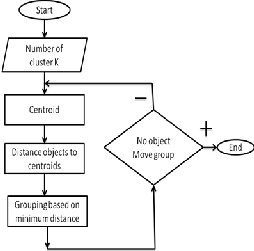 Start
Number of
cluster K
Centroid
Distance objects to
centroids
Grouping based on
minimum distance
−
No object
Move group
+
End